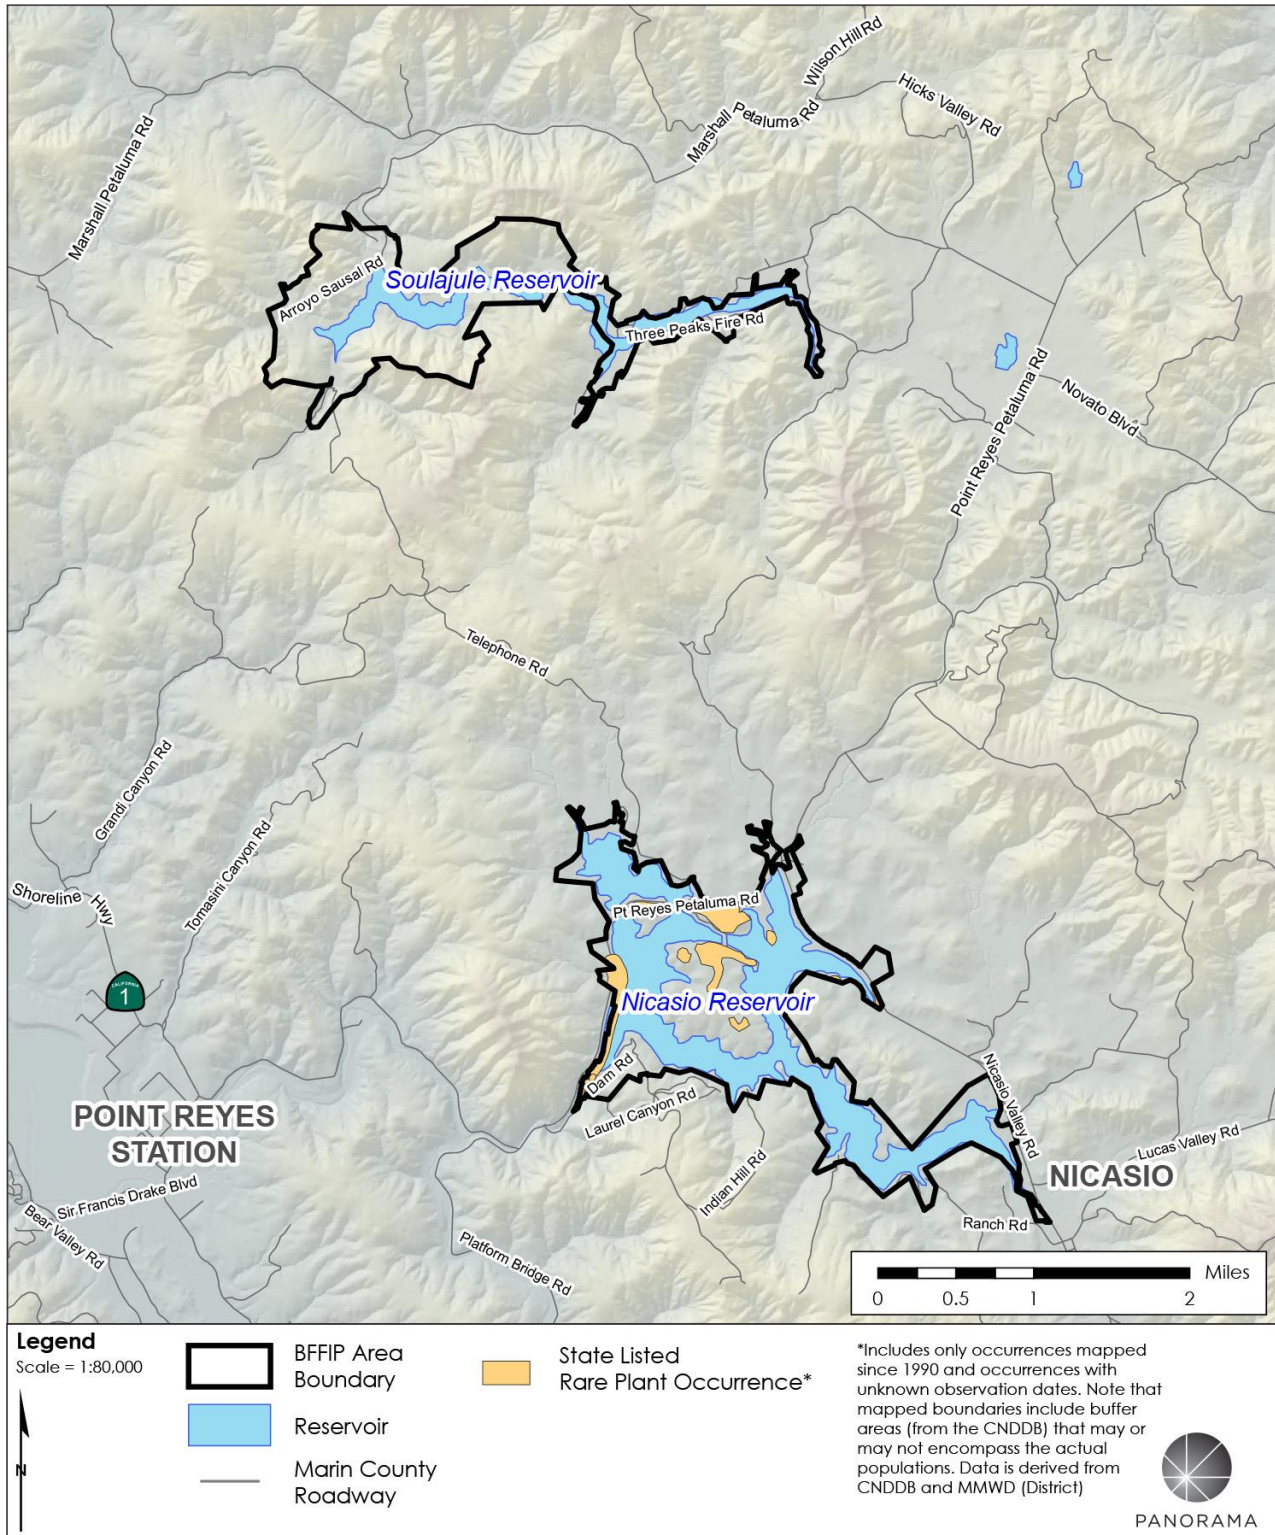 Wilson Hill Rd
Hicks Valley Rd
Marshall Petaluma Rd
Marshall Petaluma Rd
Arroyo Sausal Rd
Soulajule Reservoir
Three Peaks Fire Rd
Point Reyes Petaluma Rd
Novato Blvd
Telephone Rd
Grandi Canyon Rd
Tomasini Canyon Rd
Shoreline Hwy
CALIFORNIA
1
Pt Reyes Petaluma Rd
Nicasio Reservoir
Dam Rd
Laurel Canyon Rd
Nicasio Valley Rd
Lucas Valley Rd
POINT REYES
STATION
NICASIO
Indian Hill Rd
Sir Francis Drake Blvd
Bear Valley Rd
Ranch Rd
Platform Bridge Rd
Miles
0 0.5 1 2
Legend
Scale = 1:80,000
N
BFFIP Area
Boundary
Reservoir
Marin County
Roadway
State Listed
Rare Plant Occurrence*
*Includes only occurrences mapped
since 1990 and occurrences with
unknown observation dates. Note that
mapped boundaries include buffer
areas (from the CNDDB) that may or
may not encompass the actual
populations. Data is derived from
CNDDB and MMWD (District)
PANORAMA